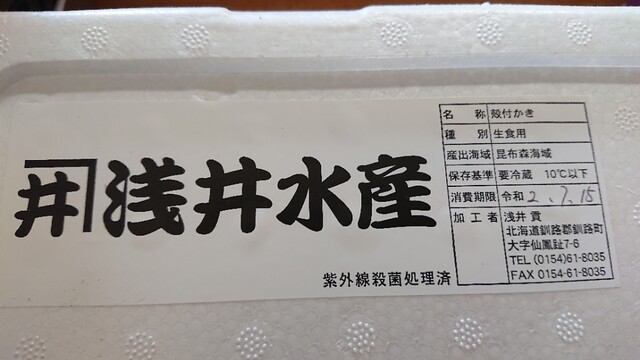 井浅井水産
紫外線殺菌処理済
名 称 殻付かき
種 別 生食用
産出海域 昆布森海域
保存基準 要冷蔵 10℃以下
消費期限 令和2.7.15
加工者 浅井 貢
北海道釧路郡釧路町
大字仙鳳趾7-6
TEL (0154)61-8035
FAX 0154-61-8035